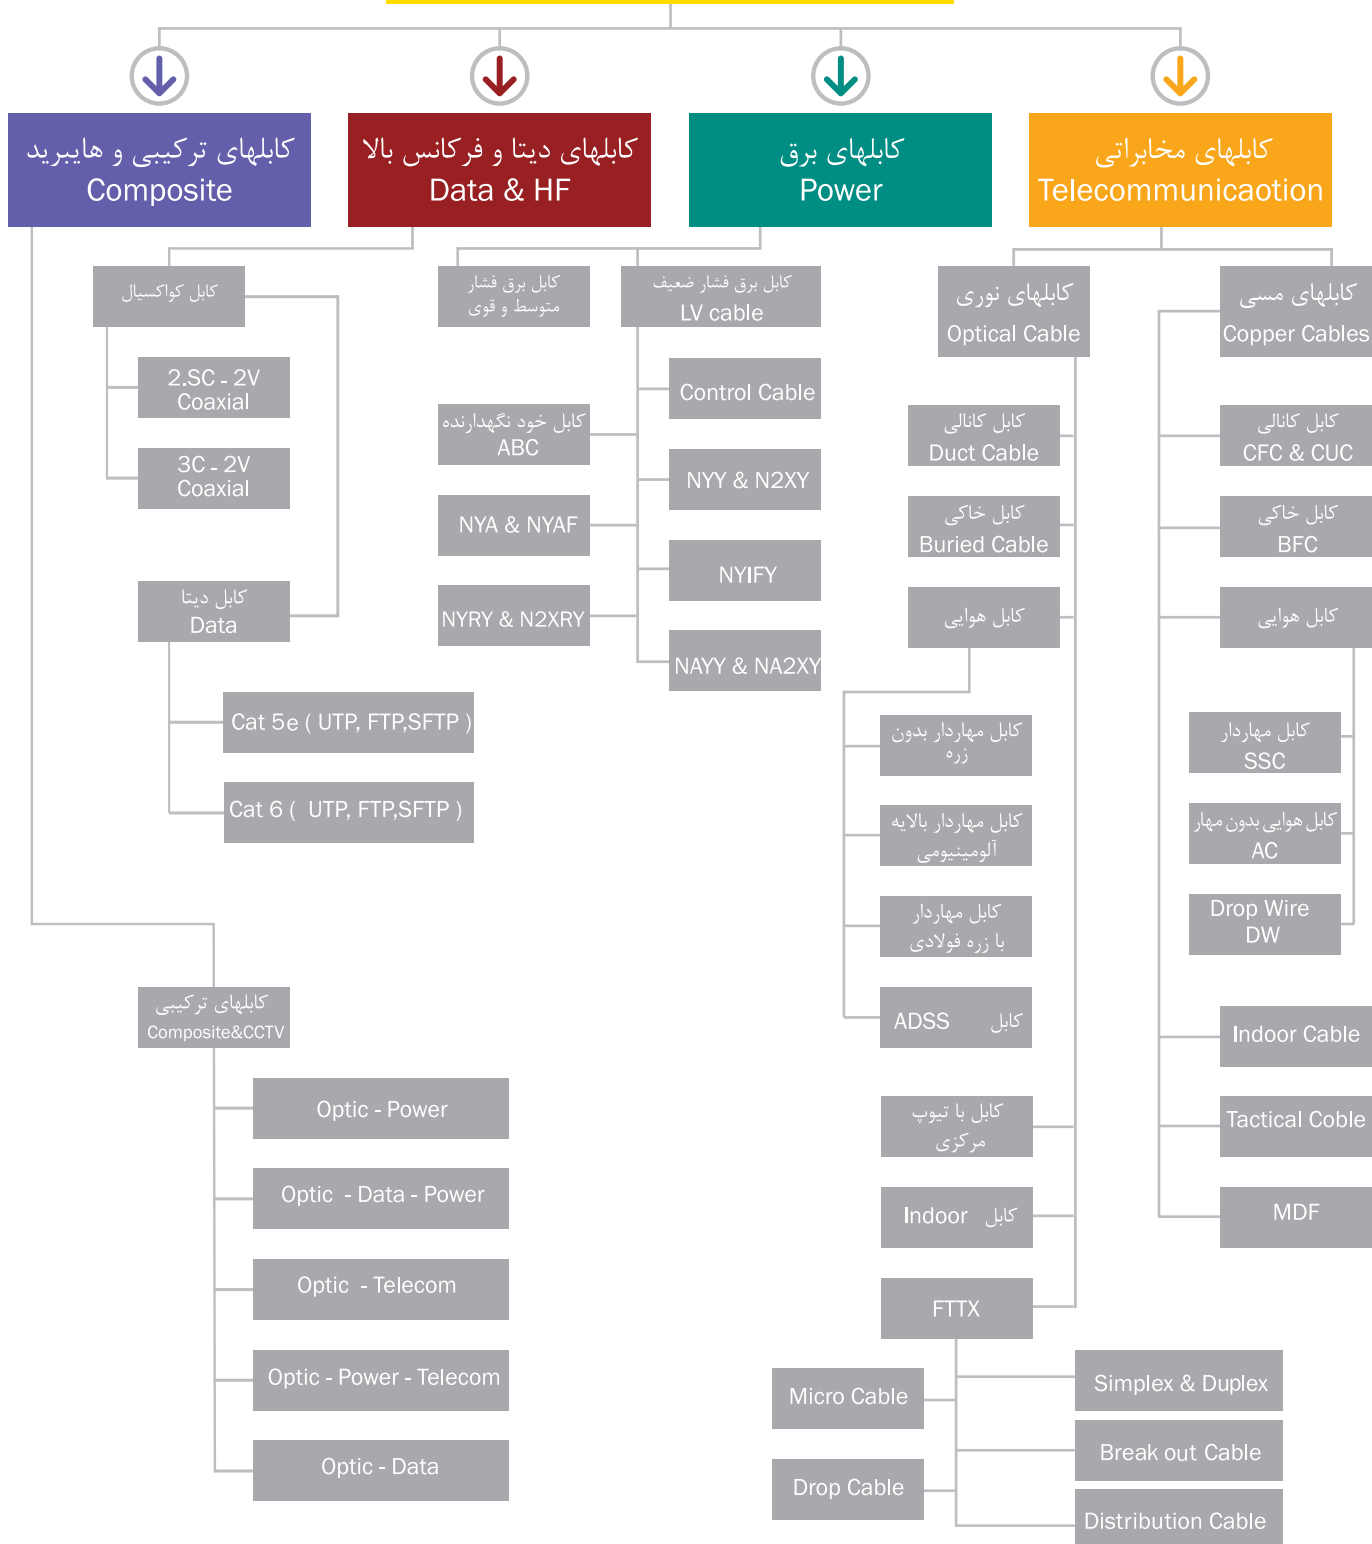 کابلهای ترکیبی و هایبرید
Composite
کابلهای دیتا و فرکانس بالا
Data & HF
کابلهای برق
Power
کابلهای مخابراتی
Telecommunicaotion
کابل کواکسیال
2.SC - 2V
Coaxial
3C - 2V
Coaxial
کابل دیتا
Data
Cat 5e ( UTP, FTP,SFTP )
Cat 6 ( UTP, FTP,SFTP )
کابلهای ترکیبی
Composite&CCTV
Optic - Power
Optic - Data - Power
Optic - Telecom
Optic - Power - Telecom
Optic - Data
کابل برق فشار
متوسط و قوی
کابل برق فشار ضعیف
LV cable
Control Cable
کابل خود نگهدارنده
ABC
NYY & N2XY
NYA & NYAF
NYIFY
NYRY & N2XRY
NAYY & NA2XY
کابلهای نوری
Optical Cable
کابل کانالی
Duct Cable
کابل خاکی
Buried Cable
کابل هوایی
کابل مهاردار بدون
زره
کابل مهاردار بالایه
آلومینیومی
کابل مهاردار
با زره فولادی
کابل ADSS
کابل با تیوپ
مرکزی
کابل Indoor
FTTX
Micro Cable
Drop Cable
Simplex & Duplex
Break out Cable
Distribution Cable
کابلهای مسی
Copper Cables
کابل کانالی
CFC & CUC
کابل خاکی
BFC
کابل هوایی
کابل مهاردار
SSC
کابل هوایی بدون مهار
AC
Drop Wire
DW
Indoor Cable
Tactical Coble
MDF